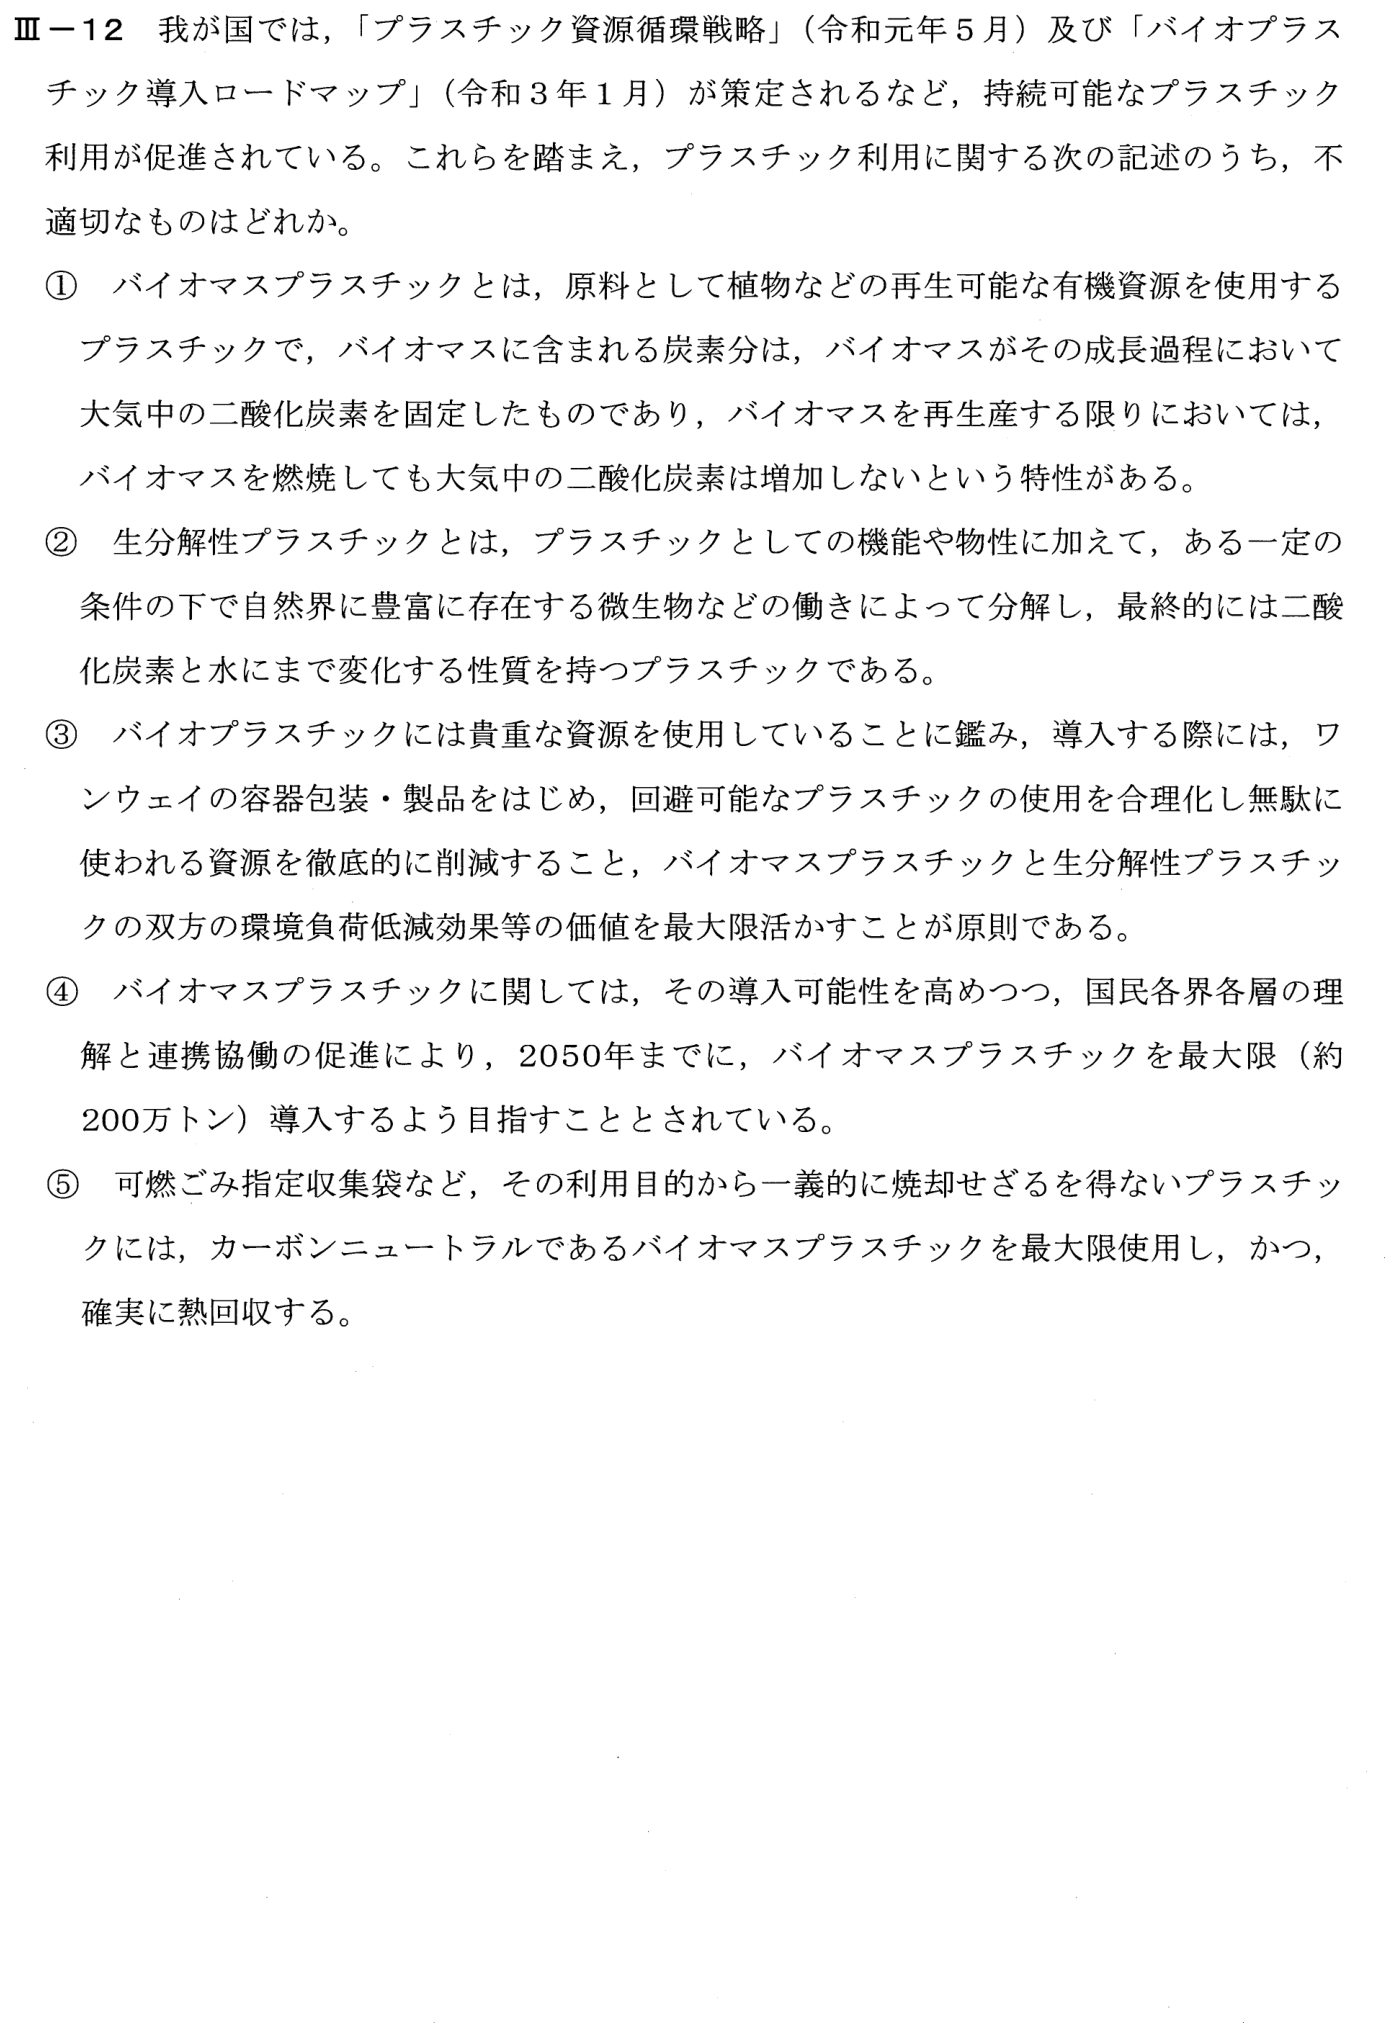 Ⅲ－12　我が国では，「プラスチック資源循環戦略」（令和元年５月）及び「バイオプラス
チック導入ロードマップ」（令和３年１月）が策定されるなど，持続可能なプラスチック
利用が促進されている。これらを踏まえ，プラスチック利用に関する次の記述のうち，不
適切なものはどれか。
①　バイオマスプラスチックとは，原料として植物などの再生可能な有機資源を使用する
プラスチックで，バイオマスに含まれる炭素分は，バイオマスがその成長過程において
大気中の二酸化炭素を固定したものであり，バイオマスを再生産する限りにおいては，
バイオマスを燃焼しても大気中の二酸化炭素は増加しないという特性がある。
②　生分解性プラスチックとは，プラスチックとしての機能や物性に加えて，ある一定の
条件の下で自然界に豊富に存在する微生物などの働きによって分解し，最終的には二酸
化炭素と水にまで変化する性質を持つプラスチックである。
③　バイオプラスチックには貴重な資源を使用していることに鑑み，導入する際には，ワ
ンウェイの容器包装・製品をはじめ，回避可能なプラスチックの使用を合理化し無駄に
使われる資源を徹底的に削減すること，バイオマスプラスチックと生分解性プラスチッ
クの双方の環境負荷低減効果等の価値を最大限活かすことが原則である。
④　バイオマスプラスチックに関しては，その導入可能性を高めつつ，国民各界各層の理
解と連携協働の促進により，2050年までに，バイオマスプラスチックを最大限（約
200万トン）導入するよう目指すこととされている。
⑤　可燃ごみ指定収集袋など，その利用目的から一義的に焼却せざるを得ないプラスチッ
クには，カーボンニュートラルであるバイオマスプラスチックを最大限使用し，かつ，
確実に熱回収する。